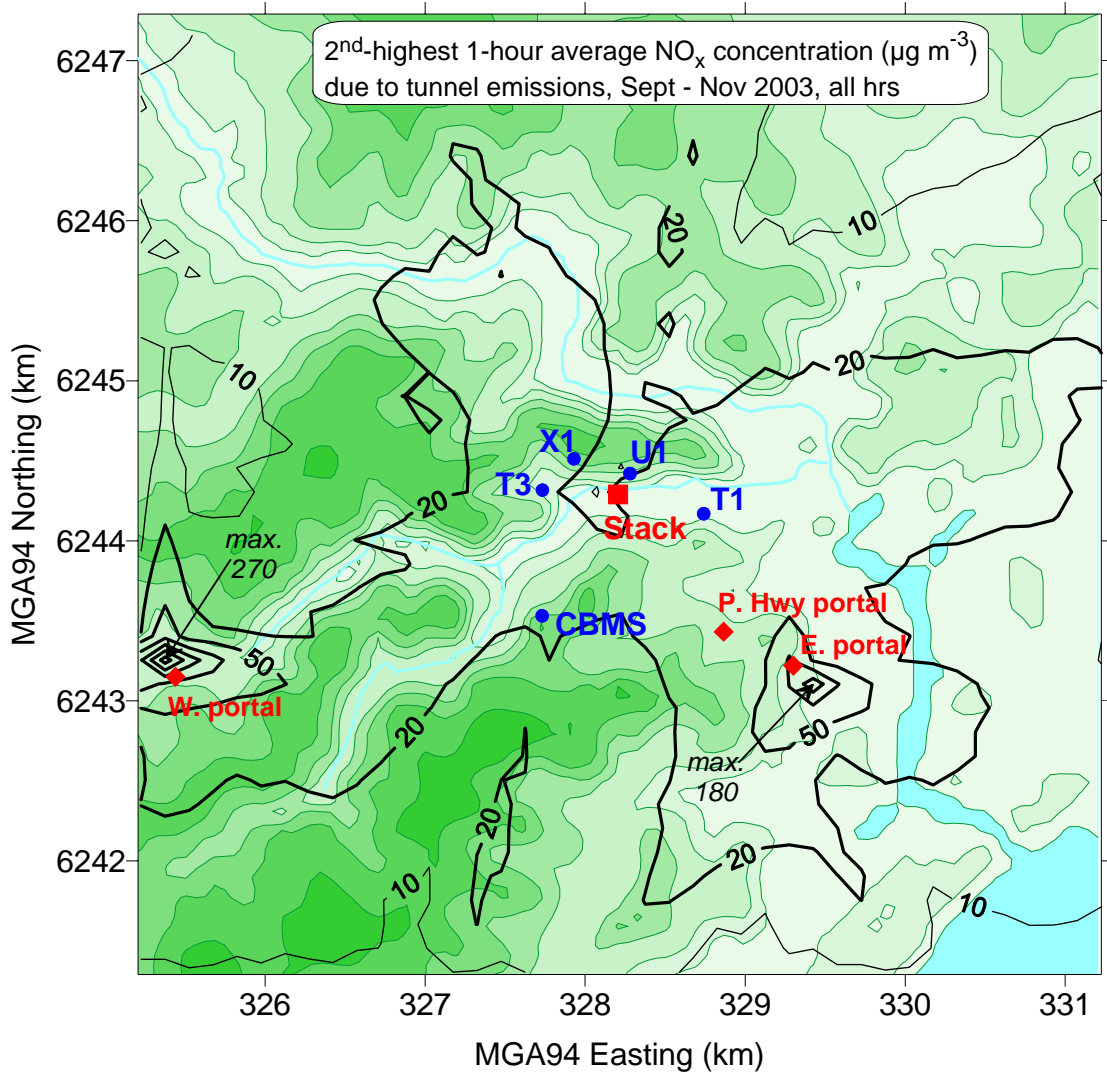 2nd-highest 1-hour average NOx concentration (µg m-3)
due to tunnel emissions, Sept - Nov 2003, all hrs
6247
6246
6245
6244
6243
6242
MGA94 Northing (km)
10
20
20
10
X1
U1
T3
T1
Stack
20
max.
270
P. Hwy portal
CBMS
E. portal
50
W. portal
20
50
max.
180
20
20
10
10
326
327
328
329
330
331
MGA94 Easting (km)